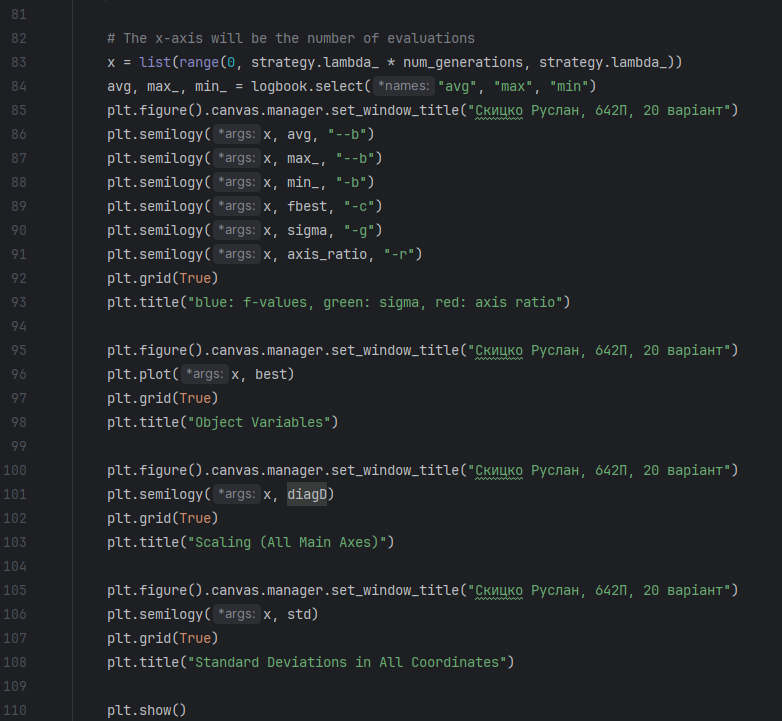 81
82 # The x-axis will be the number of evaluations
83 x = list(range(0, strategy.lambda_ * num_generations, strategy.lambda_))
84 avg, max_, min_ = logbook.select( *names: "avg", "max", "min")
85 plt.figure().canvas.manager.set_window_title("Скицко Руслан, 642П, 20 варіант")
86 plt.semilogy( *args: x, avg, "--b")
87 plt.semilogy( *args: x, max_, "--b")
88 plt.semilogy( *args: x, min_, "-b")
89 plt.semilogy( *args: x, fbest, "-c")
90 plt.semilogy( *args: x, sigma, "-g")
91 plt.semilogy( *args: x, axis_ratio, "-r")
92 plt.grid(True)
93 plt.title("blue: f-values, green: sigma, red: axis ratio")
94
95 plt.figure().canvas.manager.set_window_title("Скицко Руслан, 642П, 20 варіант")
96 plt.plot( *args: x, best)
97 plt.grid(True)
98 plt.title("Object Variables")
99
100 plt.figure().canvas.manager.set_window_title("Скицко Руслан, 642П, 20 варіант")
101 plt.semilogy( *args: x, diagD)
102 plt.grid(True)
103 plt.title("Scaling (All Main Axes)")
104
105 plt.figure().canvas.manager.set_window_title("Скицко Руслан, 642П, 20 варіант")
106 plt.semilogy( *args: x, std)
107 plt.grid(True)
108 plt.title("Standard Deviations in All Coordinates")
109
110 plt.show()